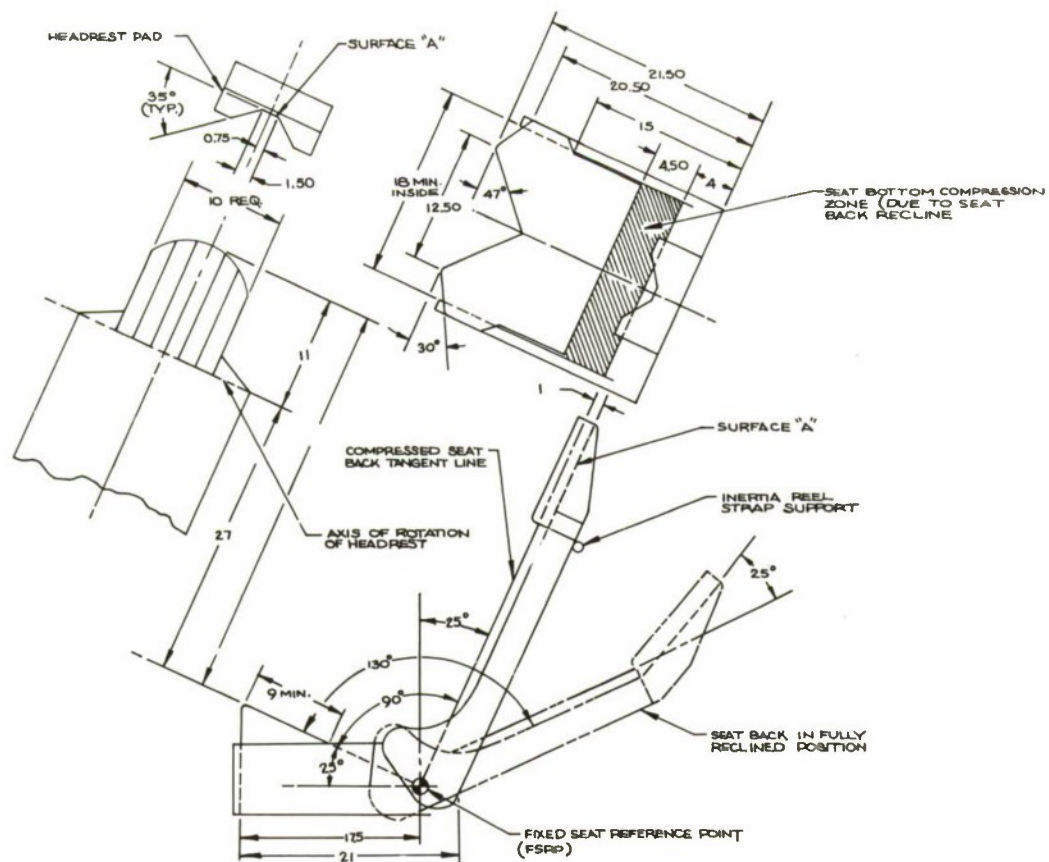 HEADREST PAD
SURFACE "A"
35°
(TYP.)
0.75
1.50
10 REQ.
21.50
20.50
15
4.50
4
18 MIN.
INSIDE
12.50
47°
SEAT BOTTOM COMPRESSION
ZONE (DUE TO SEAT
BACK RECLINE
30°
11
1
SURFACE "A"
COMPRESSED SEAT
BACK TANGENT LINE
INERTIA REEL
STRAP SUPPORT
27
AXIS OF ROTATION
OF HEADREST
25°
25°
130°
9 MIN.
90°
SEAT BACK IN FULLY
RECLINED POSITION
25°
FIXED SEAT REFERENCE POINT
(FSRP)
17.5
21